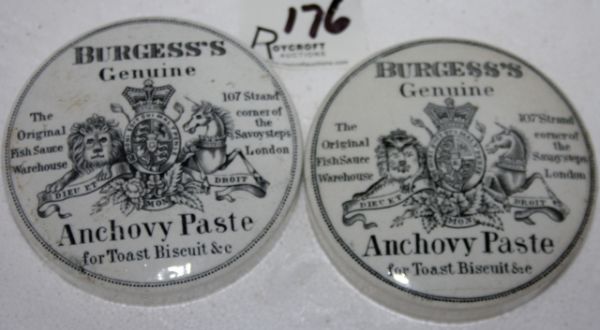 176
ROYCROFT
AUCTIONS
BURGESS'S
Genuine
The
Original
Fish Sauce
Warehouse
107 Strand
corner of the
Savoy steps
London
DIEU ET MON DROIT
Anchovy Paste
for Toast Biscuit &c
BURGESS'S
Genuine
The
Original
Fish Sauce
Warehouse
107 Strand
corner of the
Savoy steps
London
DIEU ET MON DROIT
Anchovy Paste
for Toast Biscuit &c